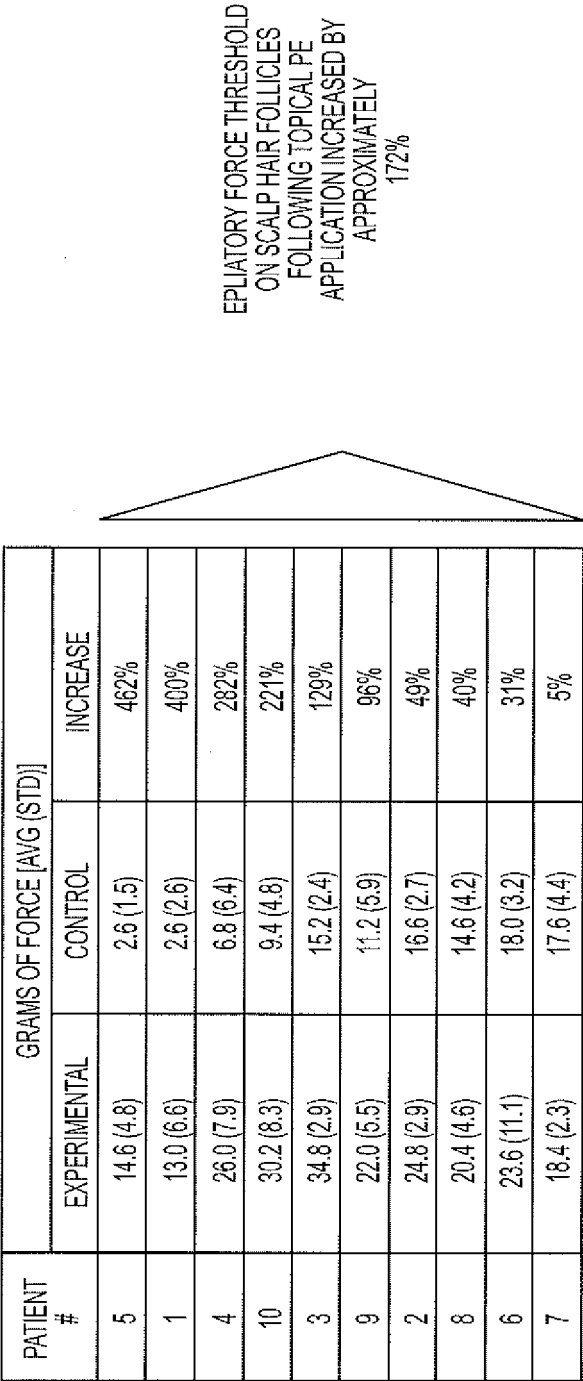 PATIENT
#
GRAMS OF FORCE [AVG (STD)]
EXPERIMENTAL CONTROL INCREASE
5 14.6 (4.8) 2.6 (1.5) 462%
1 13.0 (6.6) 2.6 (2.6) 400%
4 26.0 (7.9) 6.8 (6.4) 282%
10 30.2 (8.3) 9.4 (4.8) 221%
3 34.8 (2.9) 15.2 (2.4) 129%
9 22.0 (5.5) 11.2 (5.9) 96%
2 24.8 (2.9) 16.6 (2.7) 49%
8 20.4 (4.6) 14.6 (4.2) 40%
6 23.6 (11.1) 18.0 (3.2) 31%
7 18.4 (2.3) 17.6 (4.4) 5%
EPLIATORY FORCE THRESHOLD
ON SCALP HAIR FOLLICLES
FOLLOWING TOPICAL PE
APPLICATION INCREASED BY
APPROXIMATELY
172%